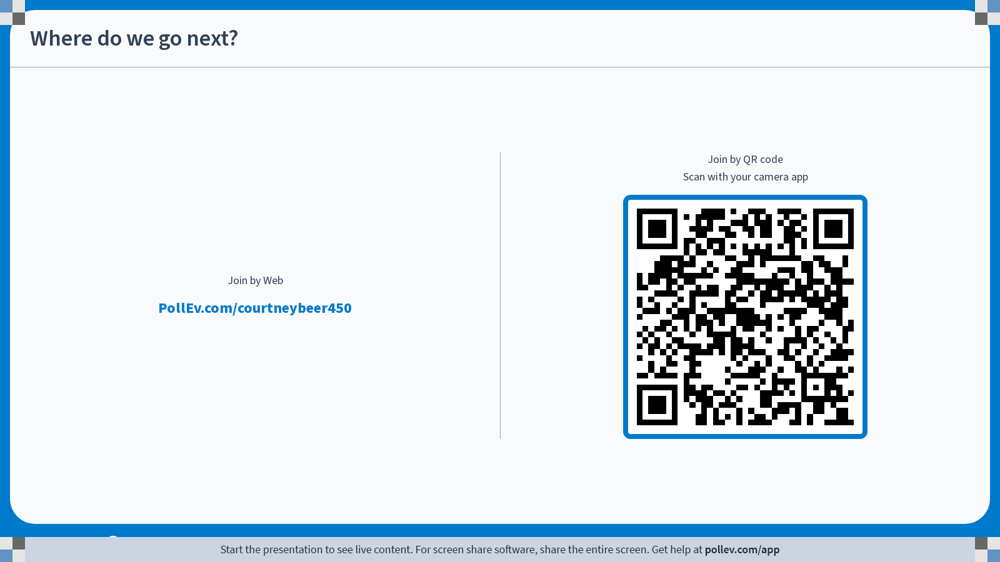 Where do we go next?
Join by Web
PollEv.com/courtneybeer450
Join by QR code
Scan with your camera app
Start the presentation to see live content. For screen share software, share the entire screen. Get help at pollev.com/app